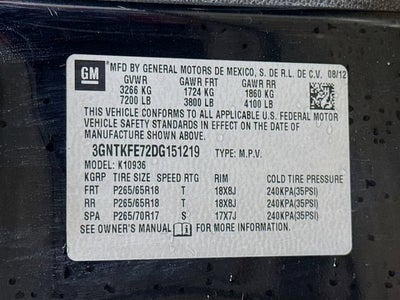 GM
MFD BY GENERAL MOTORS DE MEXICO, S. DE R.L. DE C.V. 08/12
GVWR GAWR FRT GAWR RR
3266 KG 1724 KG 1860 KG
7200 LB 3800 LB 4100 LB
THIS VEHICLE CONFORMS TO ALL APPLICABLE U.S. FEDERAL MOTOR
VEHICLE SAFETY AND THEFT PREVENTION STANDARDS IN EFFECT ON
THE DATE OF MANUFACTURE SHOWN ABOVE.
3GNTKFE72DG151219 TYPE: M.P.V.
MODEL: K10936
KGRP TIRE SIZE SPEED RTG RIM COLD TIRE PRESSURE
FRT P265/65R18 T 18X8J 240KPA(35PSI)
RR P265/65R18 T 18X8J 240KPA(35PSI)
SPA P265/70R17 S 17X7J 240KPA(35PSI)
SEE OWNER'S MANUAL FOR MORE INFORMATION.